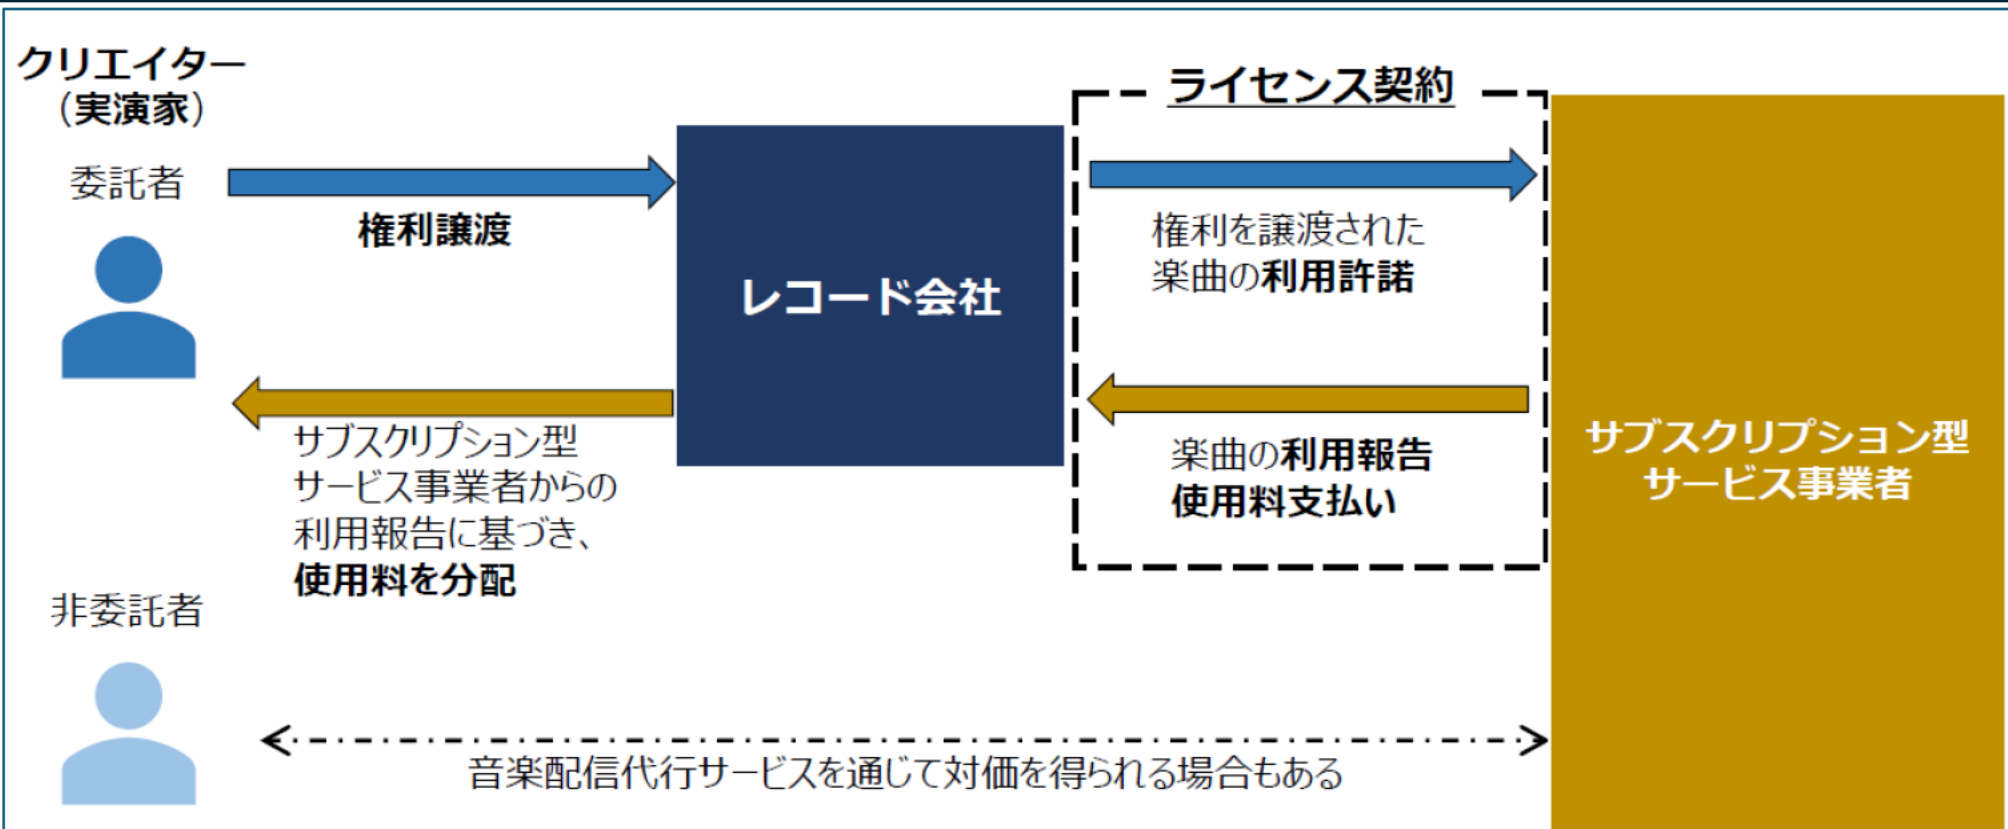 クリエイター
（実演家）
委託者
権利譲渡
レコード会社
ライセンス契約
権利を譲渡された
楽曲の利用許諾
サブスクリプション型
サービス事業者からの
利用報告に基づき、
使用料を分配
楽曲の利用報告
使用料支払い
サブスクリプション型
サービス事業者
非委託者
音楽配信代行サービスを通じて対価を得られる場合もある